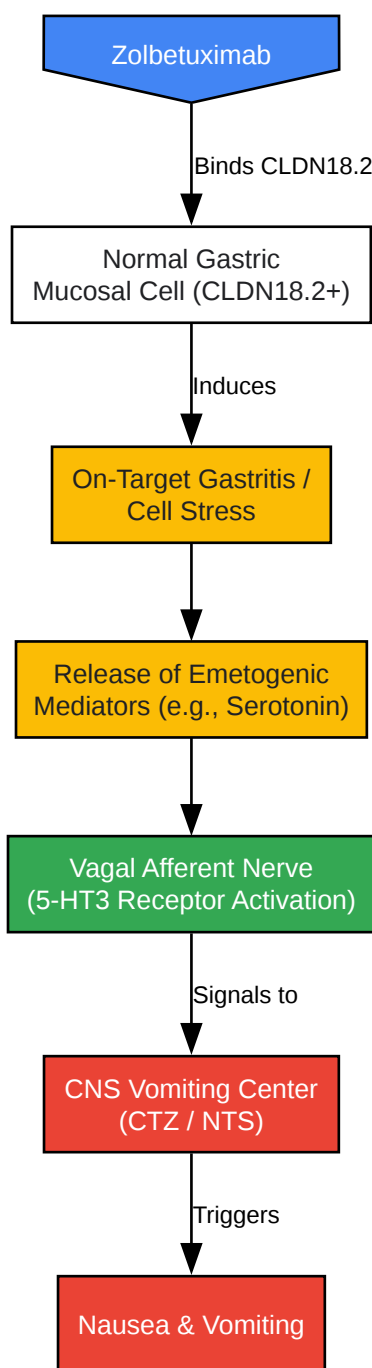 Zolbetuximab
Binds CLDN18.2
Normal Gastric
Mucosal Cell (CLDN18.2+)
Induces
On-Target Gastritis /
Cell Stress
Release of Emetogenic
Mediators (e.g., Serotonin)
Vagal Afferent Nerve
(5-HT3 Receptor Activation)
Signals to
CNS Vomiting Center
(CTZ / NTS)
Triggers
Nausea & Vomiting